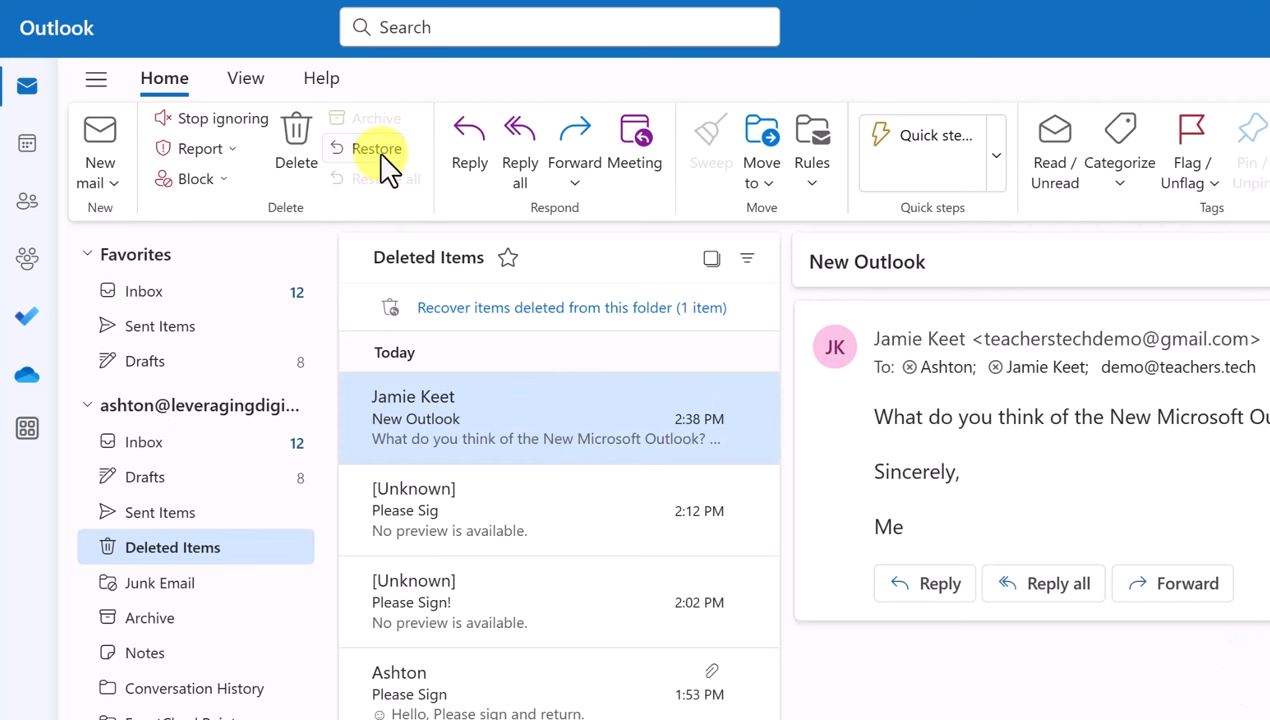 Outlook
Search
Home View Help
New mail
New
Stop ignoring
Report
Block
Delete
Archive
Restore
all
Delete
Reply
Reply all
Forward
Meeting
Respond
Sweep
Move to
Rules
Move
Quick ste...
Quick steps
Read / Unread
Categorize
Flag / Unflag
Pin /
Tags
Favorites
Inbox 12
Sent Items
Drafts 8
ashton@leveragingdigi...
Inbox 12
Drafts 8
Sent Items
Deleted Items
Junk Email
Archive
Notes
Conversation History
Deleted Items
Recover items deleted from this folder (1 item)
Today
Jamie Keet
New Outlook 2:38 PM
What do you think of the New Microsoft Outlook? ...
[Unknown]
Please Sig 2:12 PM
No preview is available.
[Unknown]
Please Sign! 2:02 PM
No preview is available.
Ashton
Please Sign 1:53 PM
☺ Hello, Please sign and return.
New Outlook
JK
Jamie Keet <teacherstechdemo@gmail.com>
To: Ashton; Jamie Keet; demo@teachers.tech
What do you think of the New Microsoft
Sincerely,
Me
Reply Reply all Forward